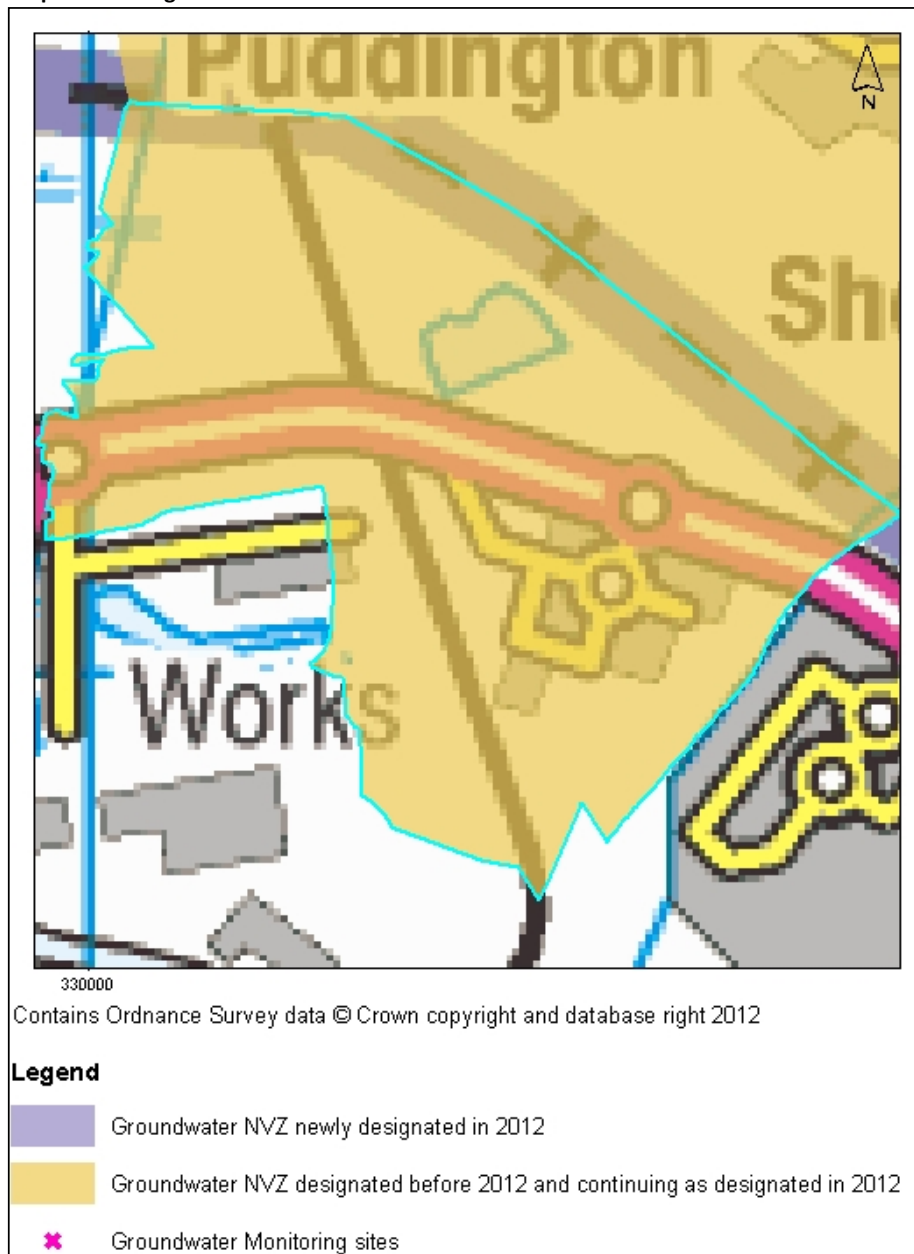 Puddington
N
Works
330000
Contains Ordnance Survey data © Crown copyright and database right 2012
Legend
Groundwater NVZ newly designated in 2012
Groundwater NVZ designated before 2012 and continuing as designated in 2012
Groundwater Monitoring sites